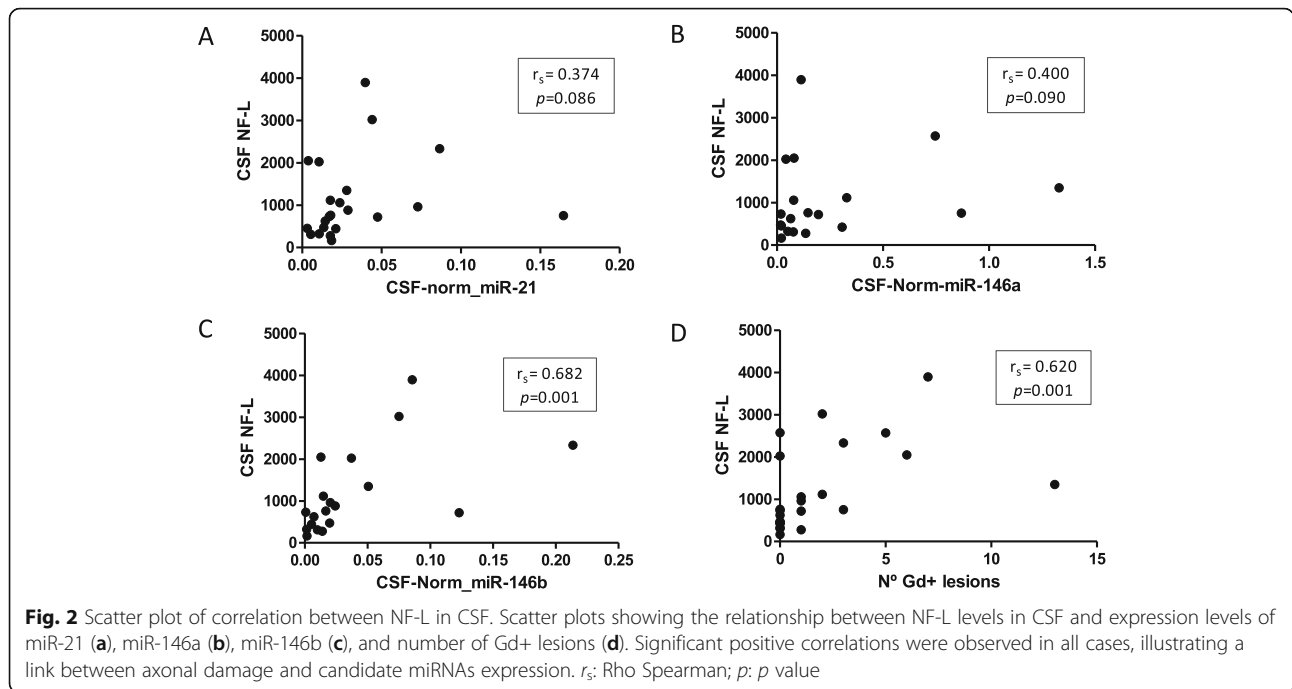 A
5000
4000
3000
2000
1000
0
CSF NF-L
rs= 0.374
p=0.086
0.00 0.05 0.10 0.15 0.20
CSF-norm_miR-21
B
5000
4000
3000
2000
1000
0
CSF NF-L
rs= 0.400
p=0.090
0.0 0.5 1.0 1.5
CSF-Norm-miR-146a
C
5000
4000
3000
2000
1000
0
CSF NF-L
rs= 0.682
p=0.001
0.00 0.05 0.10 0.15 0.20 0.25
CSF-Norm_miR-146b
D
5000
4000
3000
2000
1000
0
CSF NF-L
rs= 0.620
p=0.001
0 5 10 15
Nº Gd+ lesions
Fig. 2 Scatter plot of correlation between NF-L in CSF. Scatter plots showing the relationship between NF-L levels in CSF and expression levels of
miR-21 (a), miR-146a (b), miR-146b (c), and number of Gd+ lesions (d). Significant positive correlations were observed in all cases, illustrating a
link between axonal damage and candidate miRNAs expression. rs: Rho Spearman; p: p value